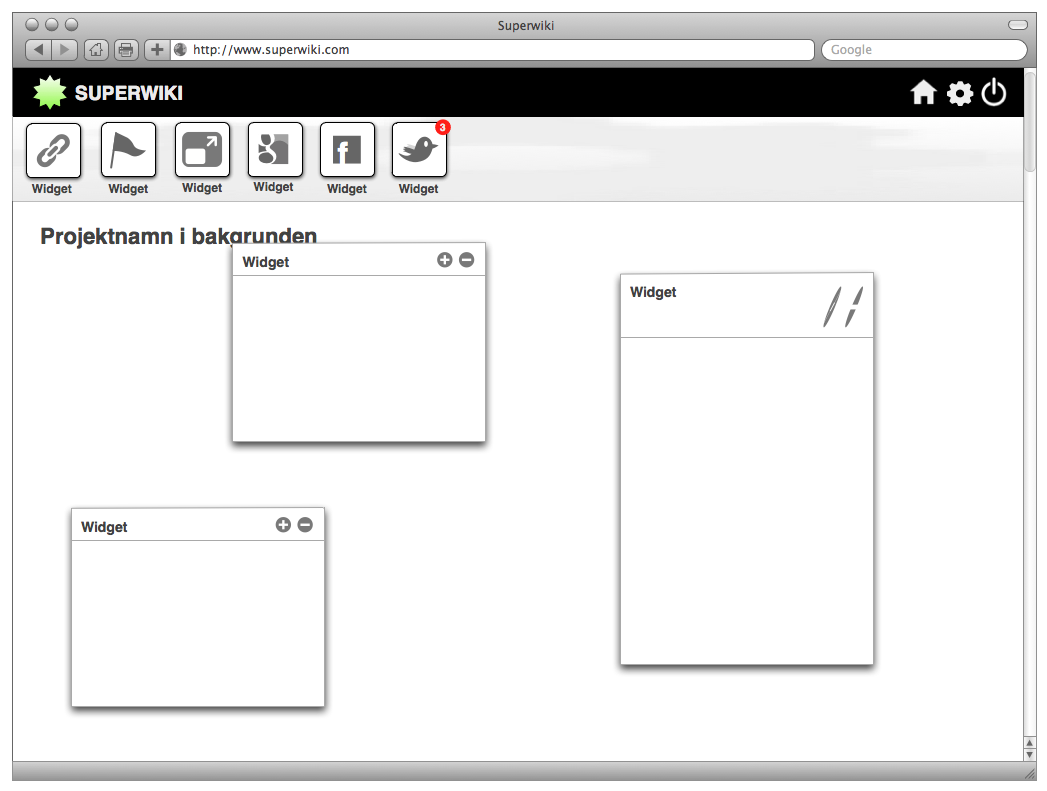 Superwiki
http://www.superwiki.com
Google
SUPERWIKI
3
Widget Widget Widget Widget Widget Widget
Projektnamn i bakgrunden
Widget
Widget
Widget